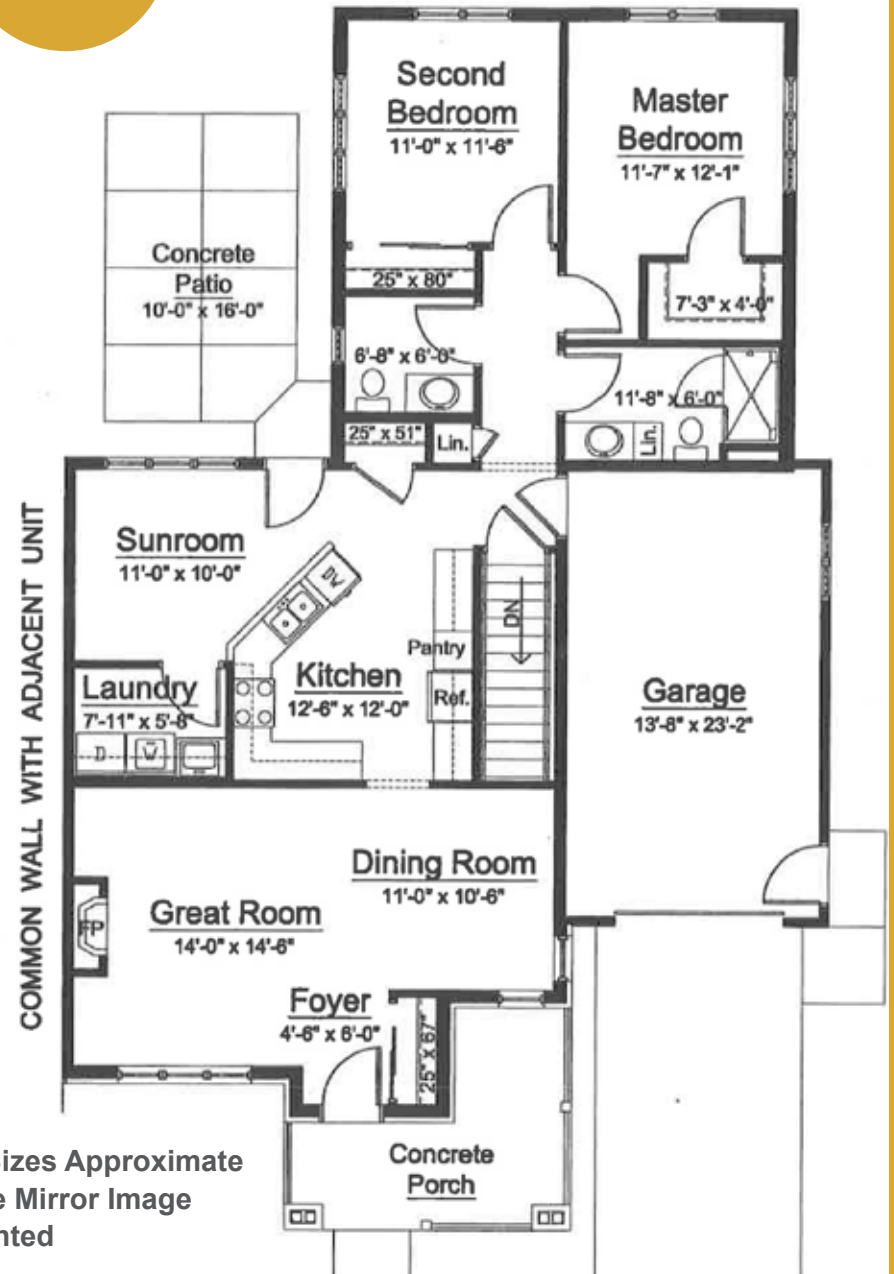 Second
Bedroom
11'-0" x 11'-6"
Master
Bedroom
11'-7" x 12'-1"
Concrete
Patio
10'-0" x 16'-0"
25" x 80"
7'-3" x 4'-0"
6'-8" x 6'-0"
11'-8" x 6'-0"
25" x 51"
Lin.
Lin.
COMMON WALL WITH ADJACENT UNIT
Sunroom
11'-0" x 10'-0"
DW
DN
Pantry
Laundry
7'-11" x 5'-8"
Kitchen
12'-6" x 12'-0"
Ref.
Garage
13'-8" x 23'-2"
D
W
Dining Room
11'-0" x 10'-6"
Great Room
14'-0" x 14'-6"
FP
Foyer
4'-6" x 6'-0"
25" x 67"
Concrete
Porch
izes Approximate
Mirror Image